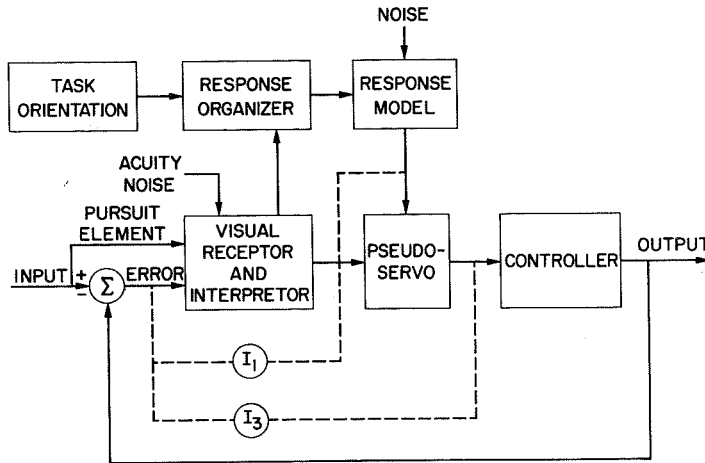 NOISE
TASK
ORIENTATION
RESPONSE
ORGANIZER
RESPONSE
MODEL
ACUITY
NOISE
PURSUIT
ELEMENT
INPUT
+
−
Σ
ERROR
VISUAL
RECEPTOR
AND
INTERPRETOR
PSEUDO-
SERVO
CONTROLLER
OUTPUT
I₁
I₃